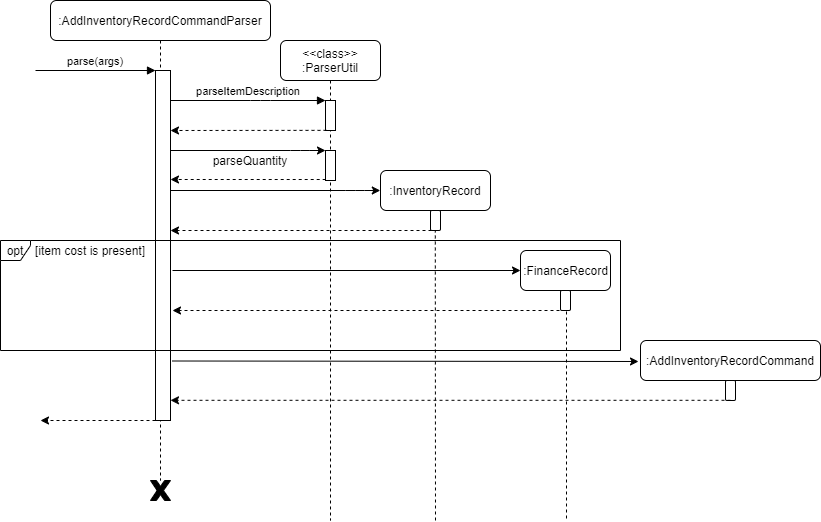 :AddInventoryRecordCommandParser
<<class>>
:ParserUtil
parse(args)
parseItemDescription
parseQuantity
:InventoryRecord
opt
[item cost is present]
:FinanceRecord
:AddInventoryRecordCommand